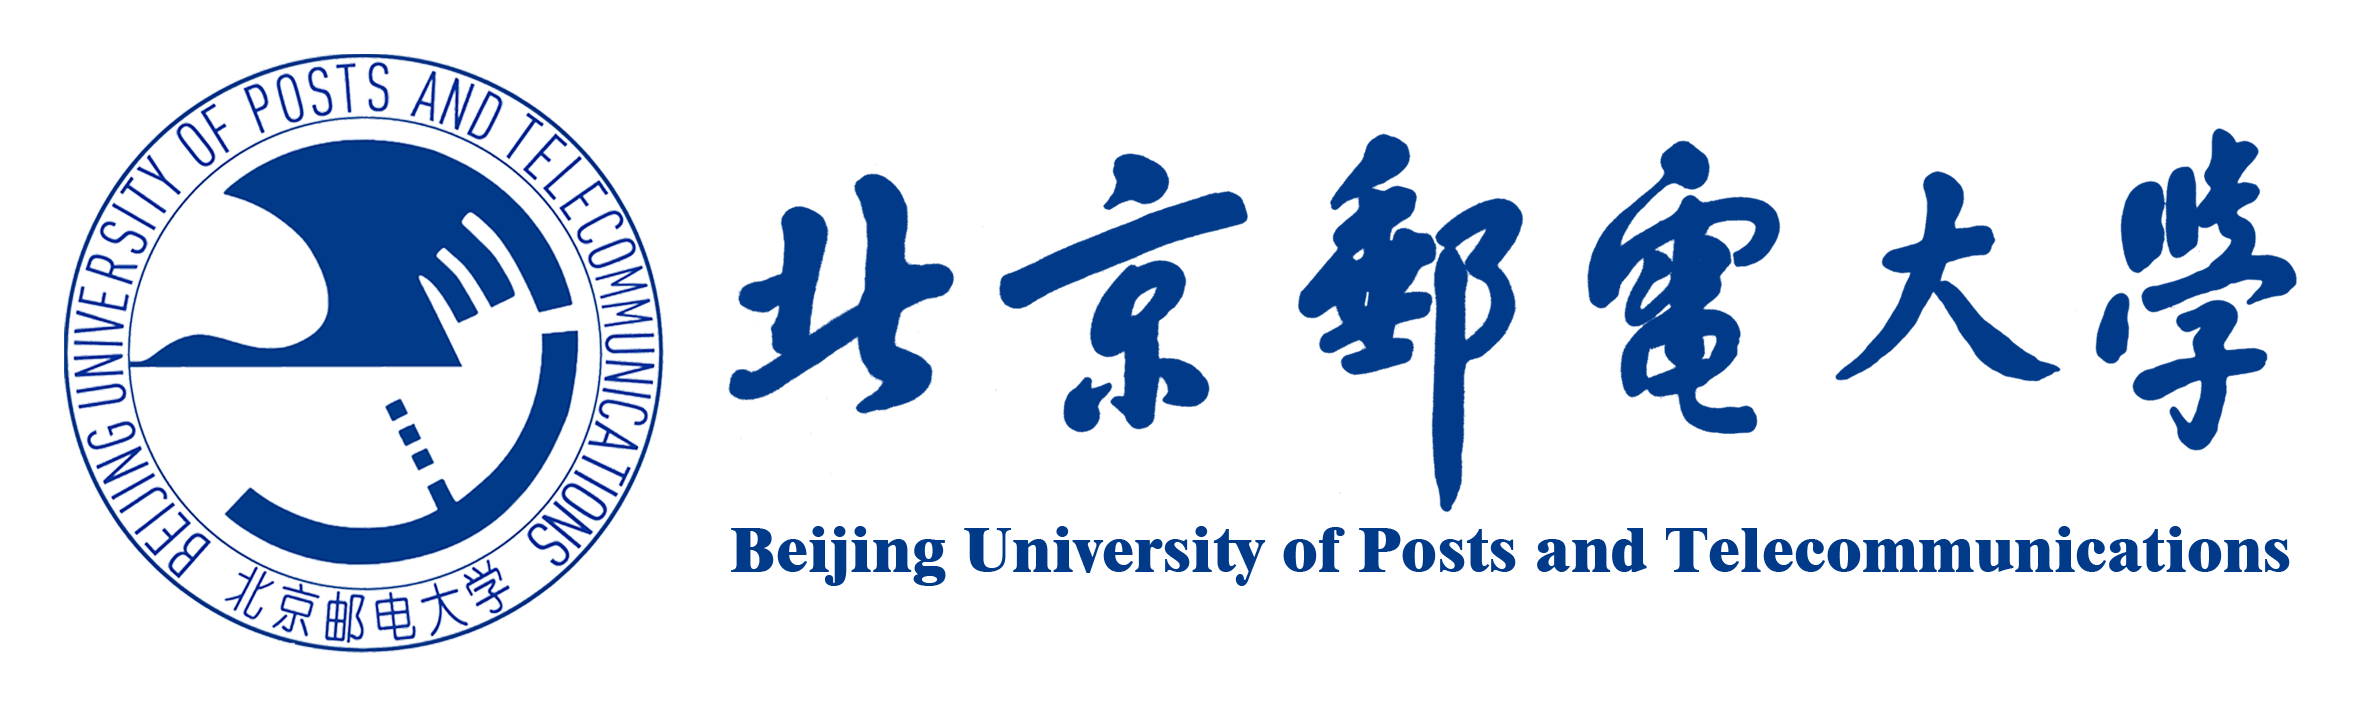 BEIJING UNIVERSITY OF POSTS AND TELECOMMUNICATIONS
北京邮电大学
北京郵電大學
Beijing University of Posts and Telecommunications